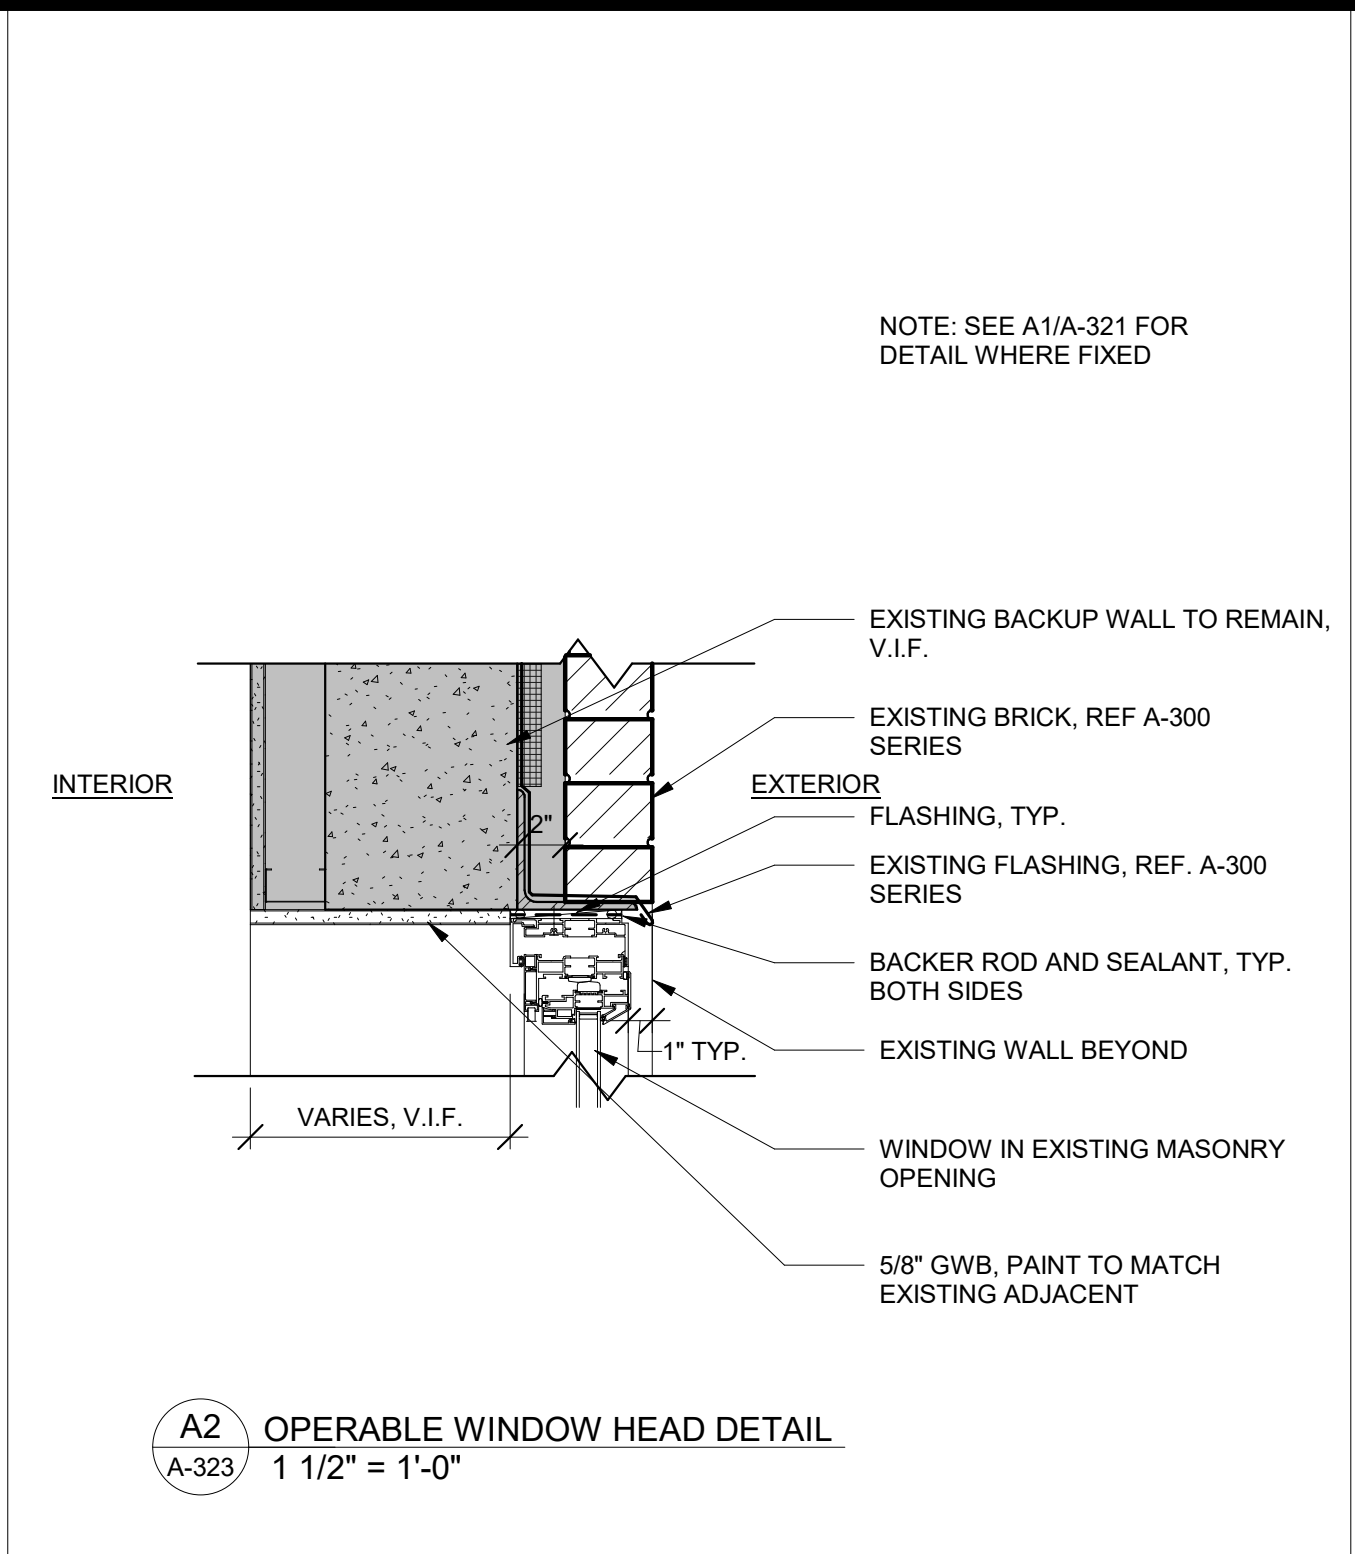 NOTE: SEE A1/A-321 FOR
DETAIL WHERE FIXED
EXISTING BACKUP WALL TO REMAIN,
V.I.F.
EXISTING BRICK, REF A-300
SERIES
INTERIOR
EXTERIOR
FLASHING, TYP.
2"
EXISTING FLASHING, REF. A-300
SERIES
BACKER ROD AND SEALANT, TYP.
BOTH SIDES
EXISTING WALL BEYOND
1" TYP.
VARIES, V.I.F.
WINDOW IN EXISTING MASONRY
OPENING
5/8" GWB, PAINT TO MATCH
EXISTING ADJACENT
A2
OPERABLE WINDOW HEAD DETAIL
A-323
1 1/2" = 1'-0"